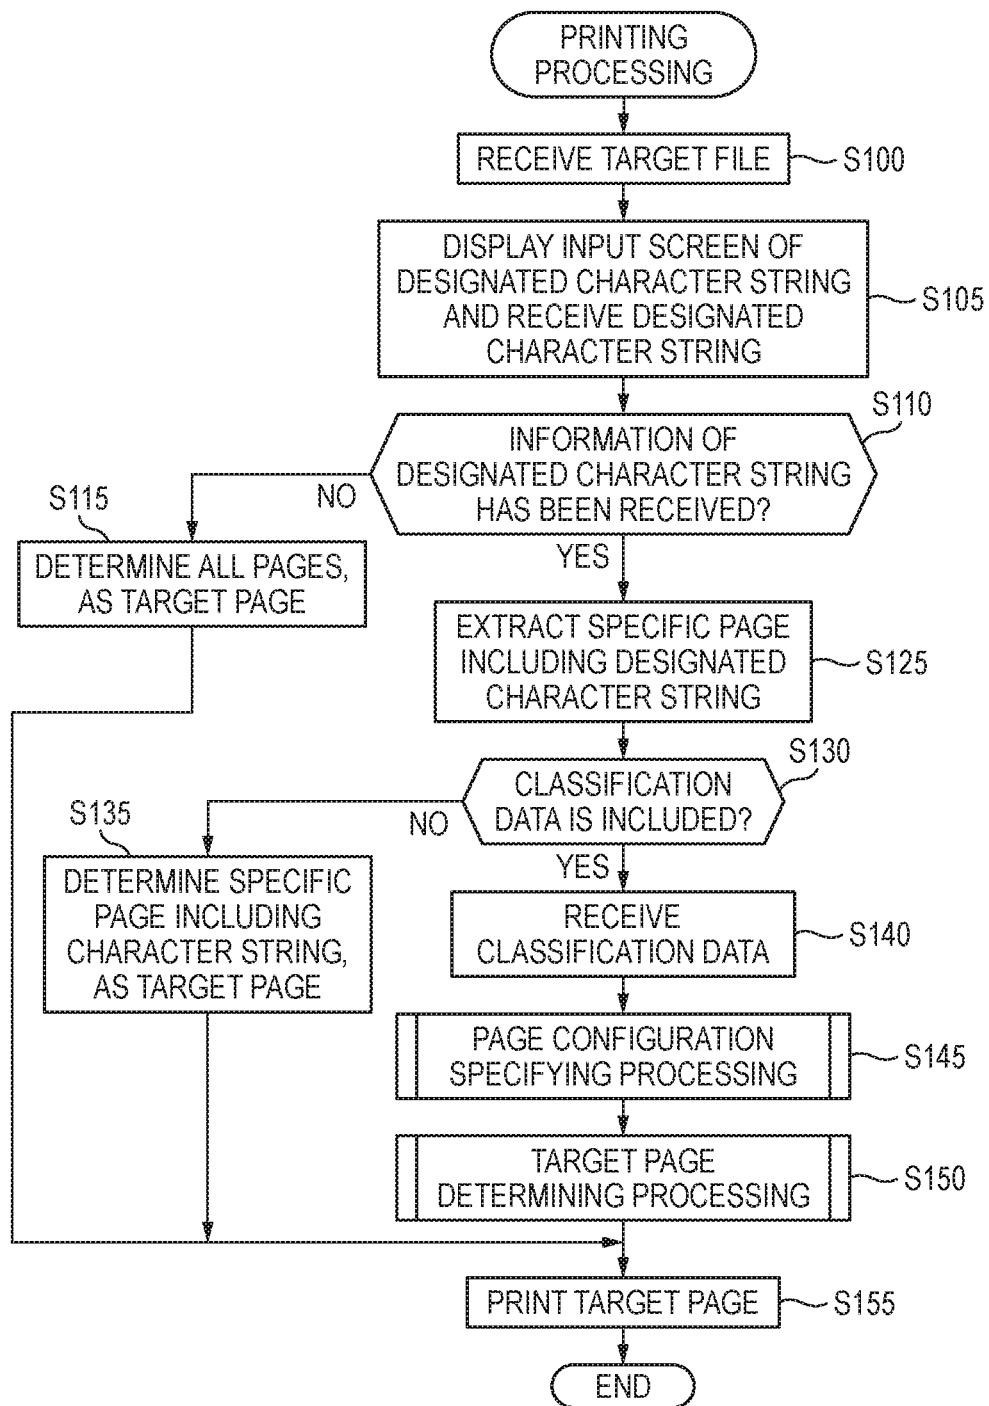 PRINTING
PROCESSING
RECEIVE TARGET FILE
S100
DISPLAY INPUT SCREEN OF
DESIGNATED CHARACTER STRING
AND RECEIVE DESIGNATED
CHARACTER STRING
S105
S110
INFORMATION OF
DESIGNATED CHARACTER STRING
HAS BEEN RECEIVED?
NO
YES
S115
DETERMINE ALL PAGES,
AS TARGET PAGE
EXTRACT SPECIFIC PAGE
INCLUDING DESIGNATED
CHARACTER STRING
S125
S130
CLASSIFICATION
DATA IS INCLUDED?
NO
YES
S135
DETERMINE SPECIFIC
PAGE INCLUDING
CHARACTER STRING,
AS TARGET PAGE
RECEIVE
CLASSIFICATION DATA
S140
PAGE CONFIGURATION
SPECIFYING PROCESSING
S145
TARGET PAGE
DETERMINING PROCESSING
S150
PRINT TARGET PAGE
S155
END